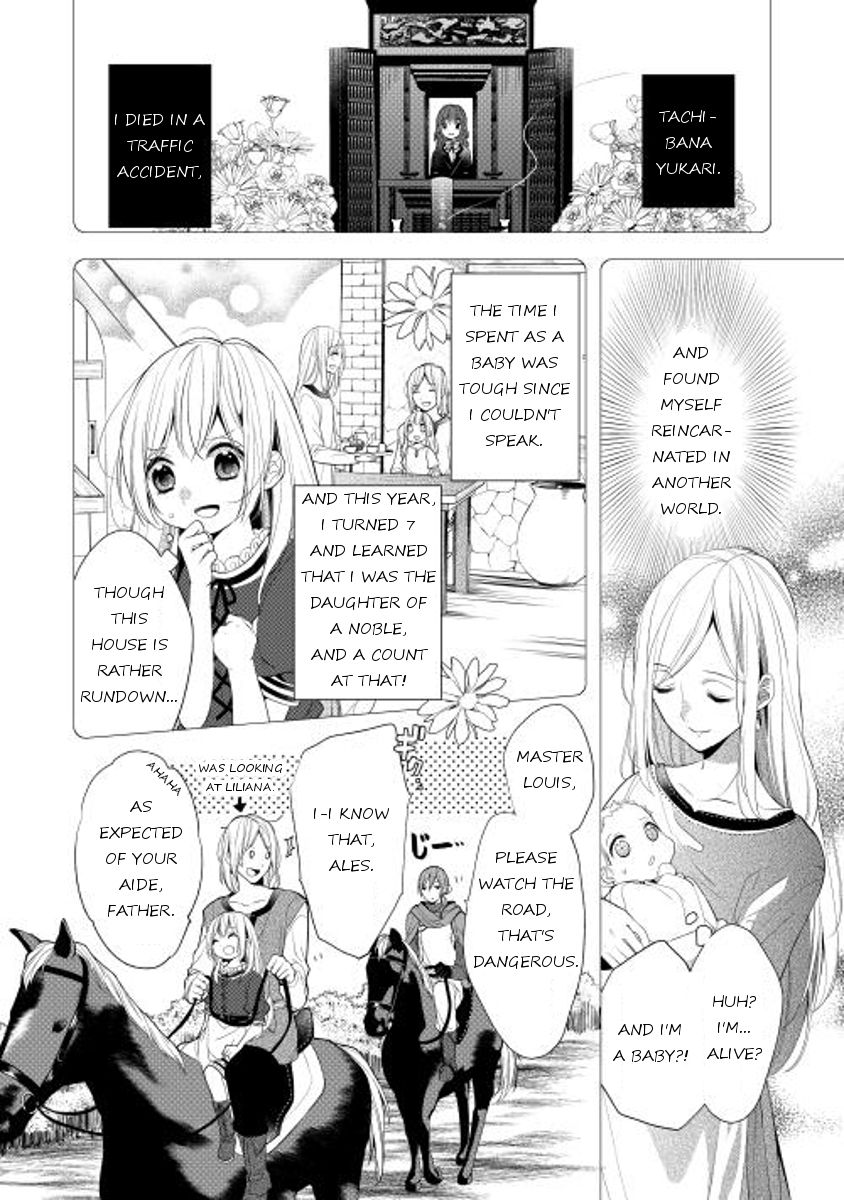 TACHI-
BANA
YUKARI.
I DIED IN A
TRAFFIC
ACCIDENT,
AND
FOUND
MYSELF
REINCAR-
NATED IN
ANOTHER
WORLD.
HUH?
I'M...
ALIVE?
AND I'M
A BABY?!
THE TIME I
SPENT AS A
BABY WAS
TOUGH SINCE
I COULDN'T
SPEAK.
AND THIS YEAR,
I TURNED 7
AND LEARNED
THAT I WAS THE
DAUGHTER OF
A NOBLE,
AND A COUNT
AT THAT!
THOUGH
THIS
HOUSE IS
RATHER
RUNDOWN...
MASTER
LOUIS,
PLEASE
WATCH THE
ROAD,
THAT'S
DANGEROUS.
ギクッ
じー
I-I KNOW
THAT,
ALES.
WAS LOOKING
AT LILIANA.
AHAHA
AS
EXPECTED
OF YOUR
AIDE,
FATHER.